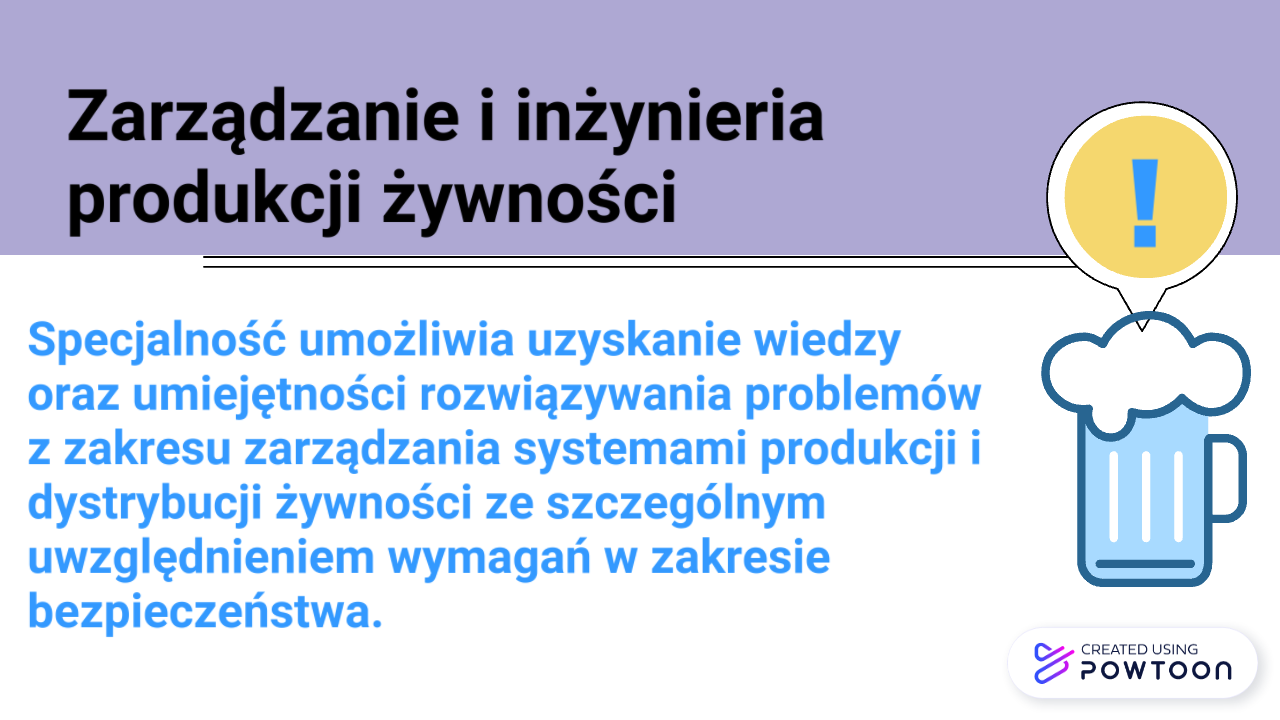 Zarządzanie i inżynieria
produkcji żywności
!
Specjalność umożliwia uzyskanie wiedzy
oraz umiejętności rozwiązywania problemów
z zakresu zarządzania systemami produkcji i
dystrybucji żywności ze szczególnym
uwzględnieniem wymagań w zakresie
bezpieczeństwa.
CREATED USING
POWTOON